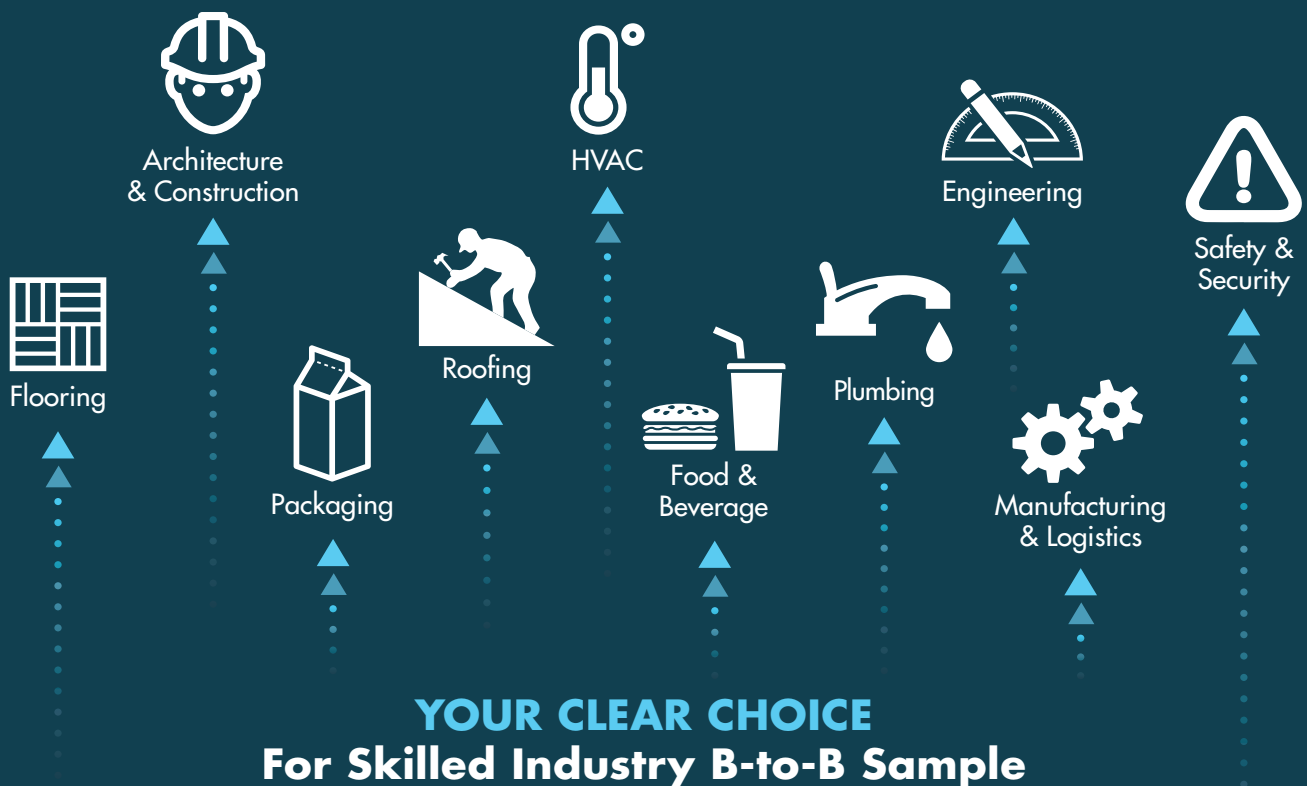 Architecture
& Construction
HVAC
Engineering
Safety &
Security
Flooring
Roofing
Plumbing
Packaging
Food &
Beverage
Manufacturing
& Logistics
YOUR CLEAR CHOICE
For Skilled Industry B-to-B Sample